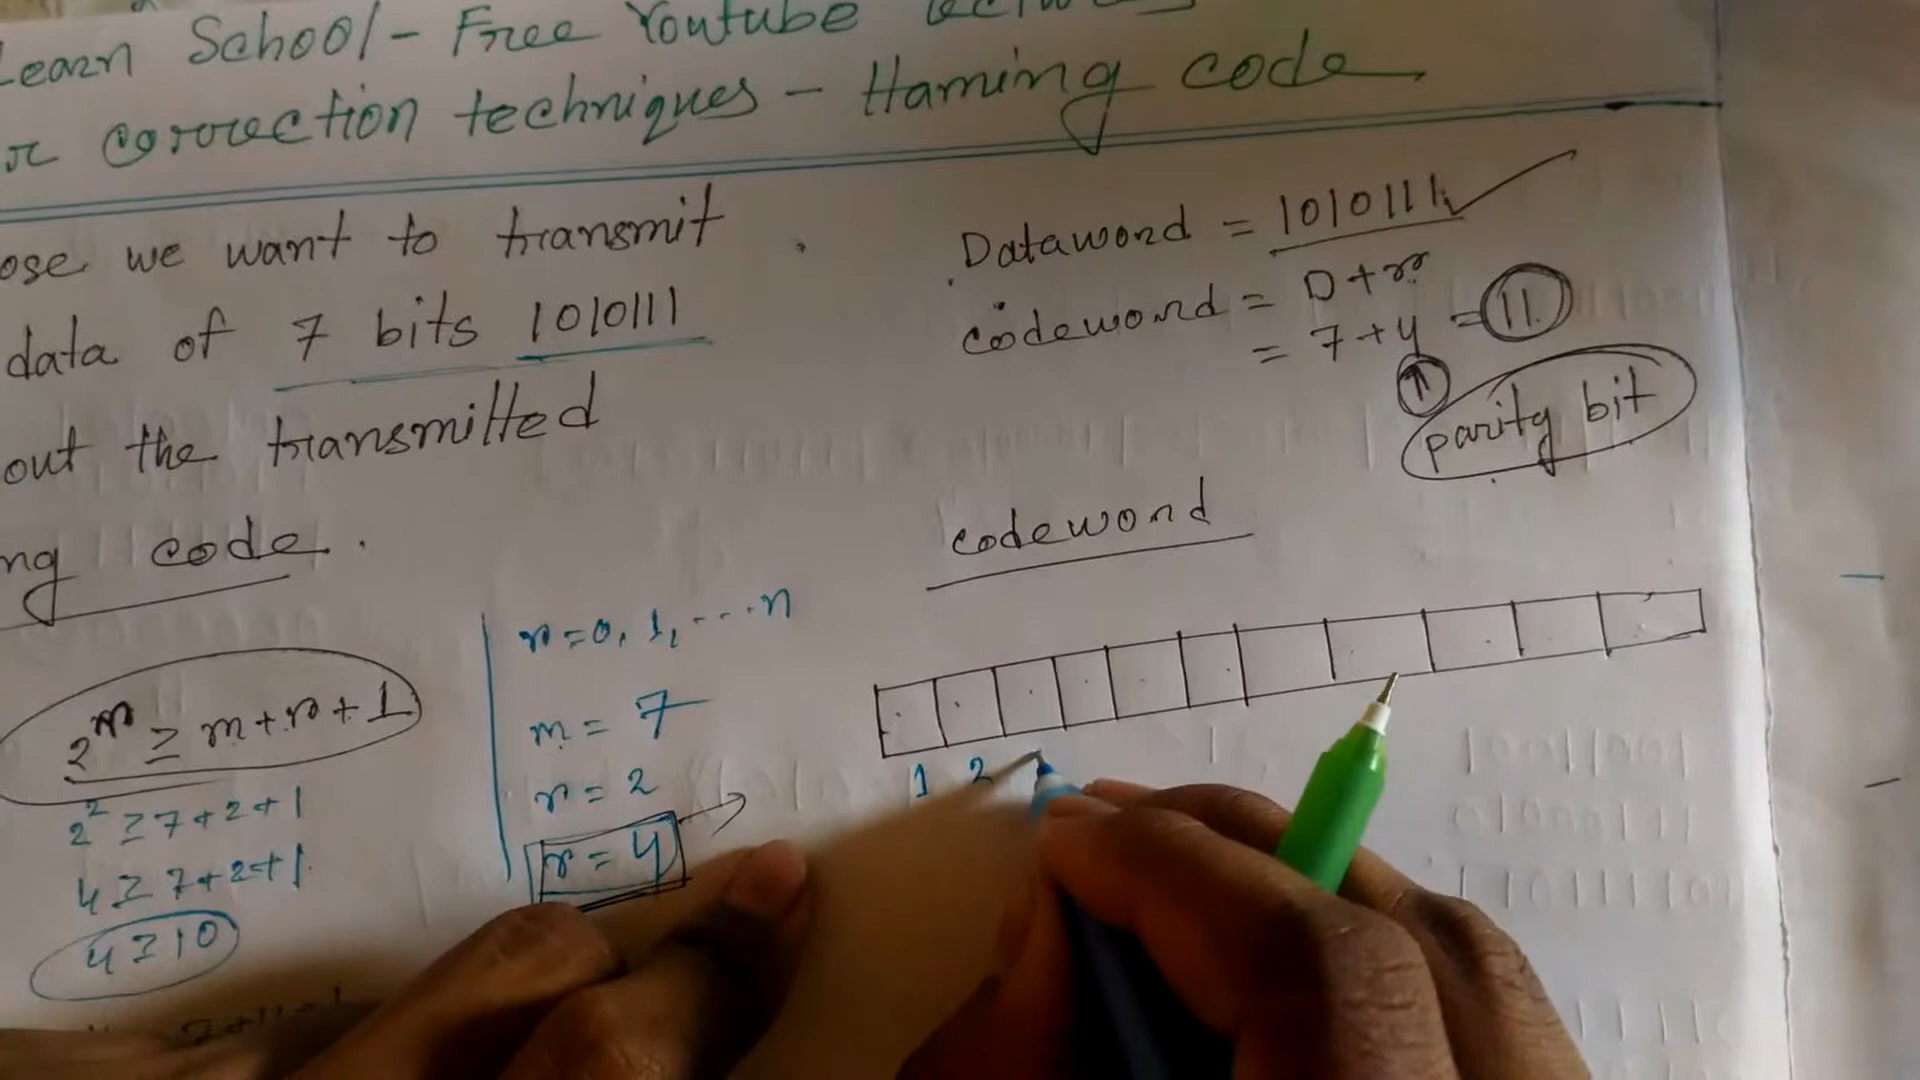 Learn School - Free Youtube
correction techniques - Haming code
ose we want to transmit
data of 7 bits 1010111
out the transmitted
ng code.
Dataword = 1010111
codeword = D + r
= 7 + 4 = 11
parity bit
codeword
2^r ≥ m + r + 1
2^2 ≥ 7 + 2 + 1
4 ≥ 7 + 2 + 1
4 ≥ 10
r = 0, 1, ... n
m = 7
r = 2
r = 4
1 2